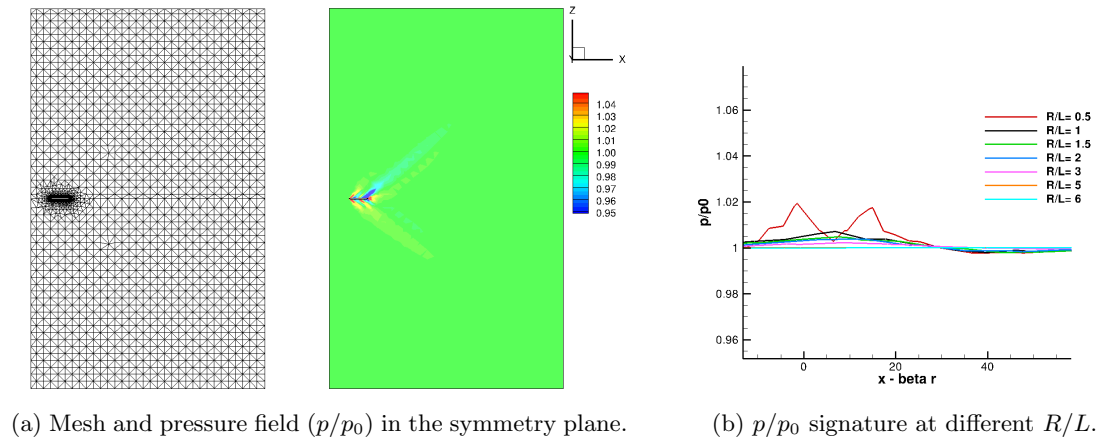 Z
Y
X
1.04
1.03
1.02
1.01
1.00
0.99
0.98
0.97
0.96
0.95
p/p0
1.06
1.04
1.02
1
0.98
0.96
0
20
40
x - beta r
R/L= 0.5
R/L= 1
R/L= 1.5
R/L= 2
R/L= 3
R/L= 5
R/L= 6
(a) Mesh and pressure field (p/p₀) in the symmetry plane.
(b) p/p₀ signature at different R/L.